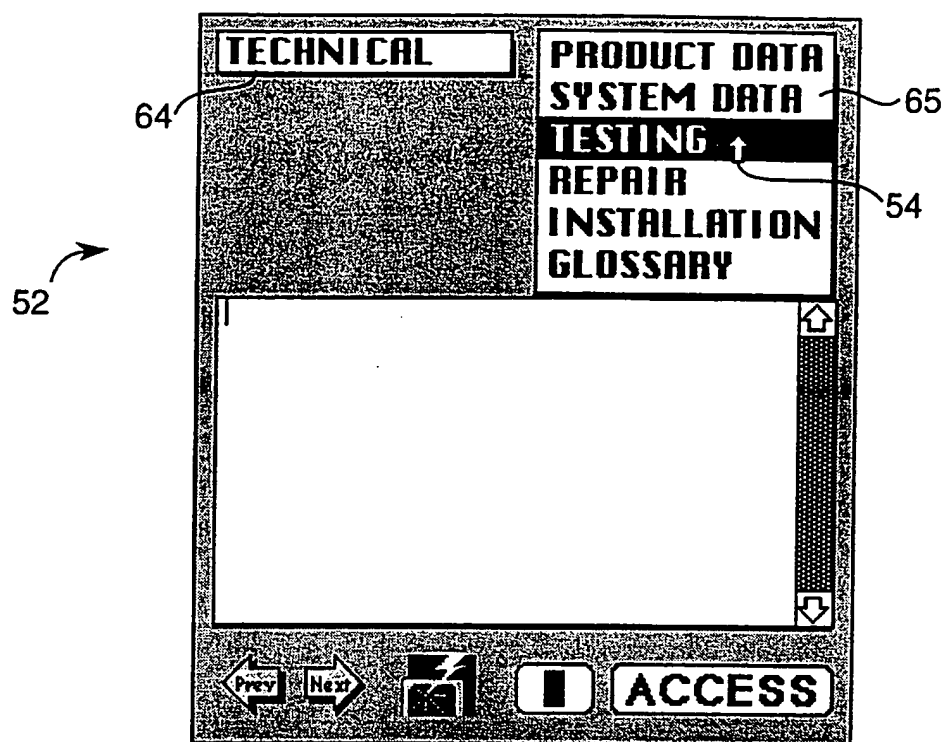 TECHNICAL
64
PRODUCT DATA
SYSTEM DATA
65
TESTING
54
REPAIR
INSTALLATION
GLOSSARY
52
Prev
Next
ACCESS